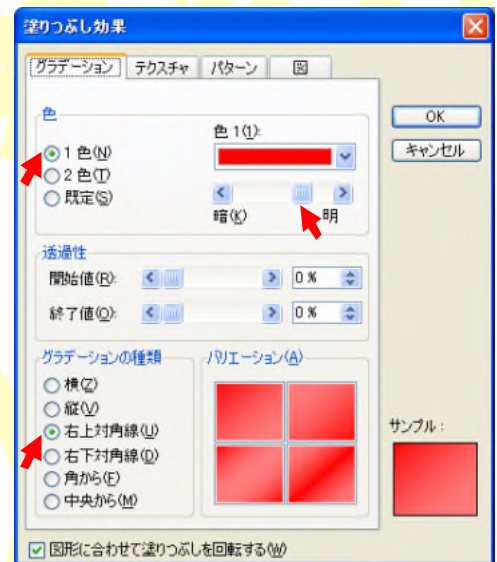 塗りつぶし効果
グラデーション テクスチャ パターン 図
色
色 1(1):
1 色(N)
2 色(T)
既定(S)
暗(K) 明
OK
キャンセル
透過性
開始値(R): 0 %
終了値(O): 0 %
グラデーションの種類
横(Z)
縦(V)
右上対角線(U)
右下対角線(D)
角から(F)
中央から(M)
バリエーション(A)
サンプル:
図形に合わせて塗りつぶしを回転する(W)